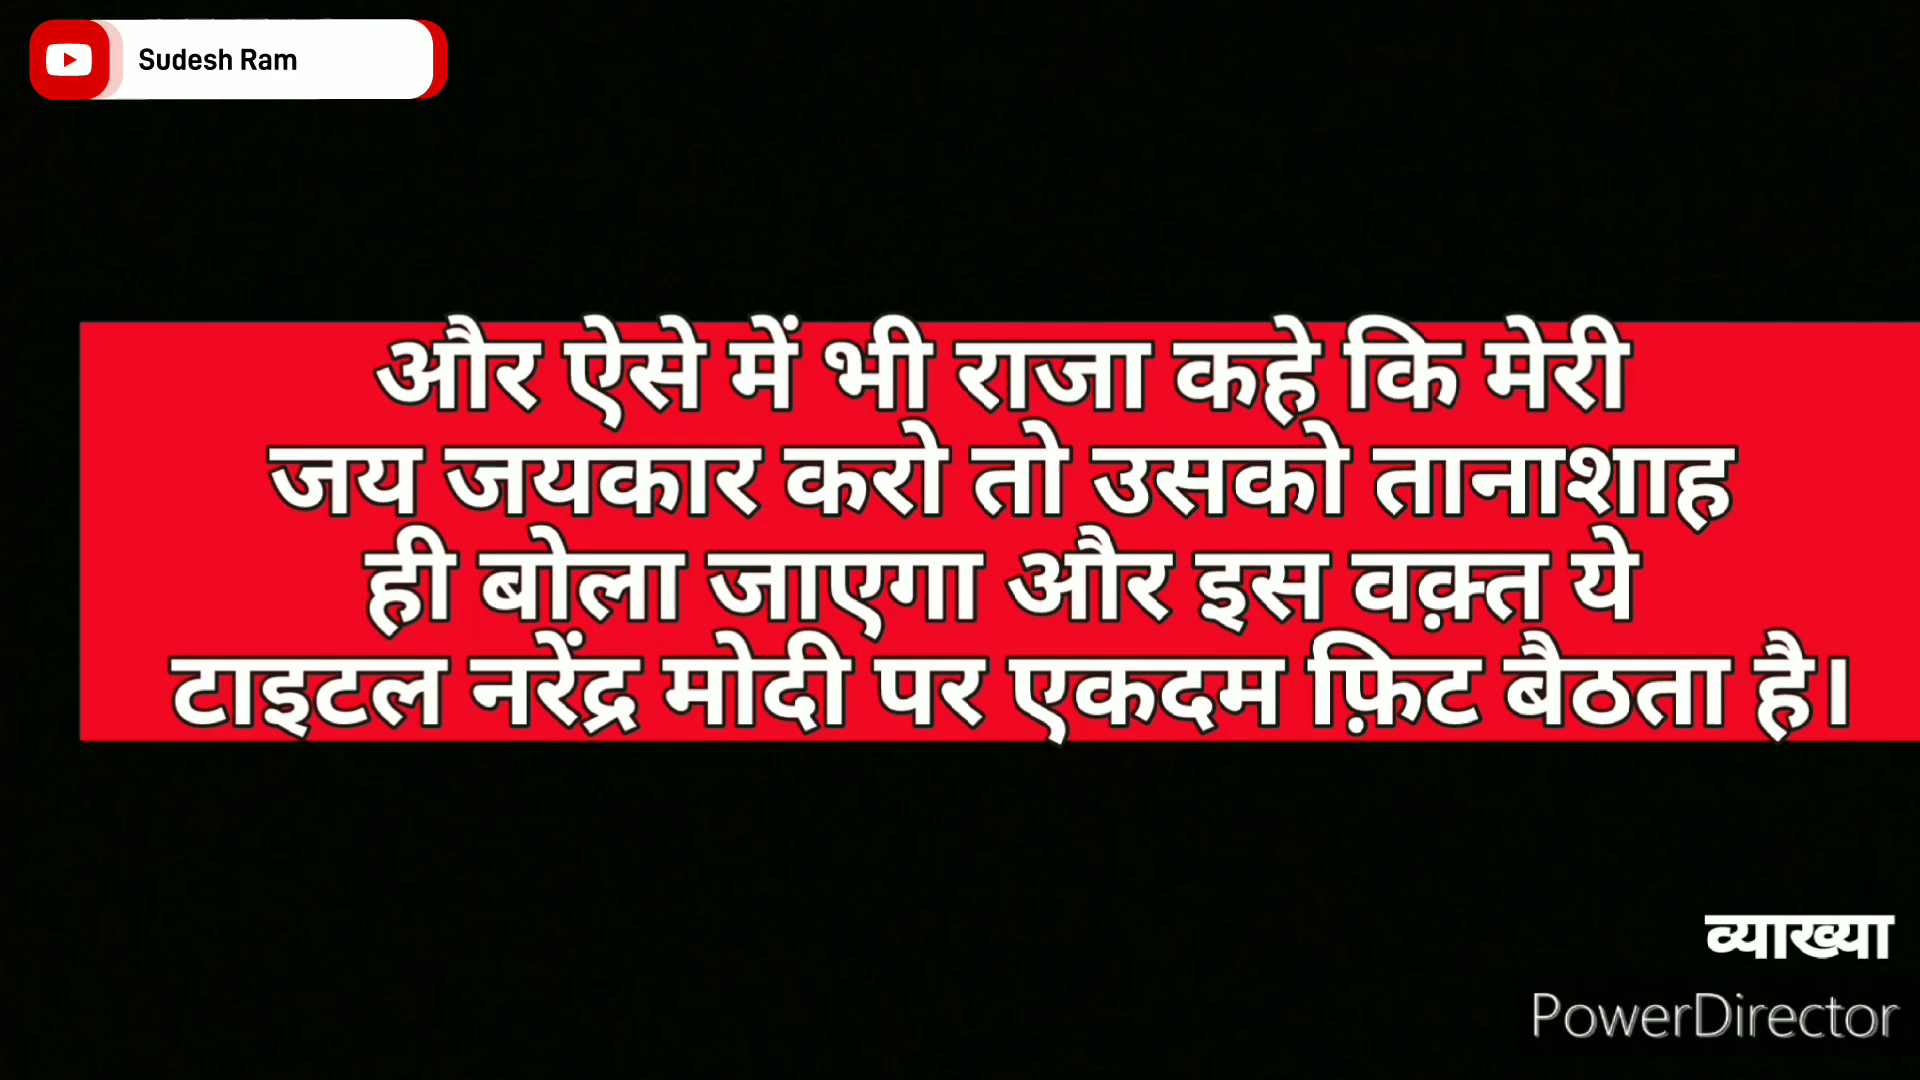 Sudesh Ram
और ऐसे में भी राजा कहे कि मेरी
जय जयकार करो तो उसको तानाशाह
ही बोला जाएगा और इस वक़्त ये
टाइटल नरेंद्र मोदी पर एकदम फ़िट बैठता है।
व्याख्या
PowerDirector